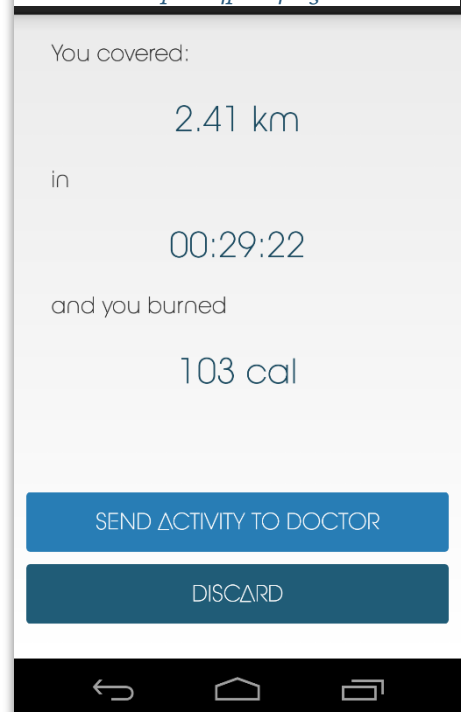 You covered:
2.41 km
in
00:29:22
and you burned
103 cal
SEND ACTIVITY TO DOCTOR
DISCARD